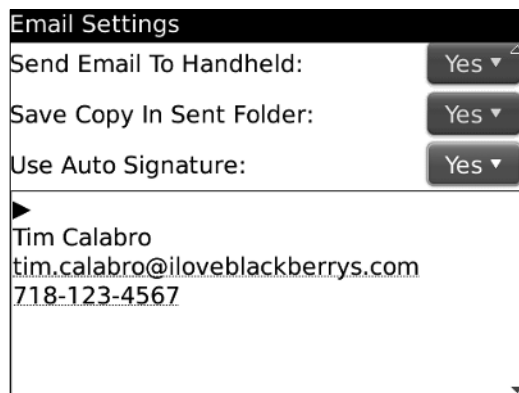 Email Settings
Send Email To Handheld: Yes
Save Copy In Sent Folder: Yes
Use Auto Signature: Yes
Tim Calabro
tim.calabro@iloveblackberrys.com
718-123-4567